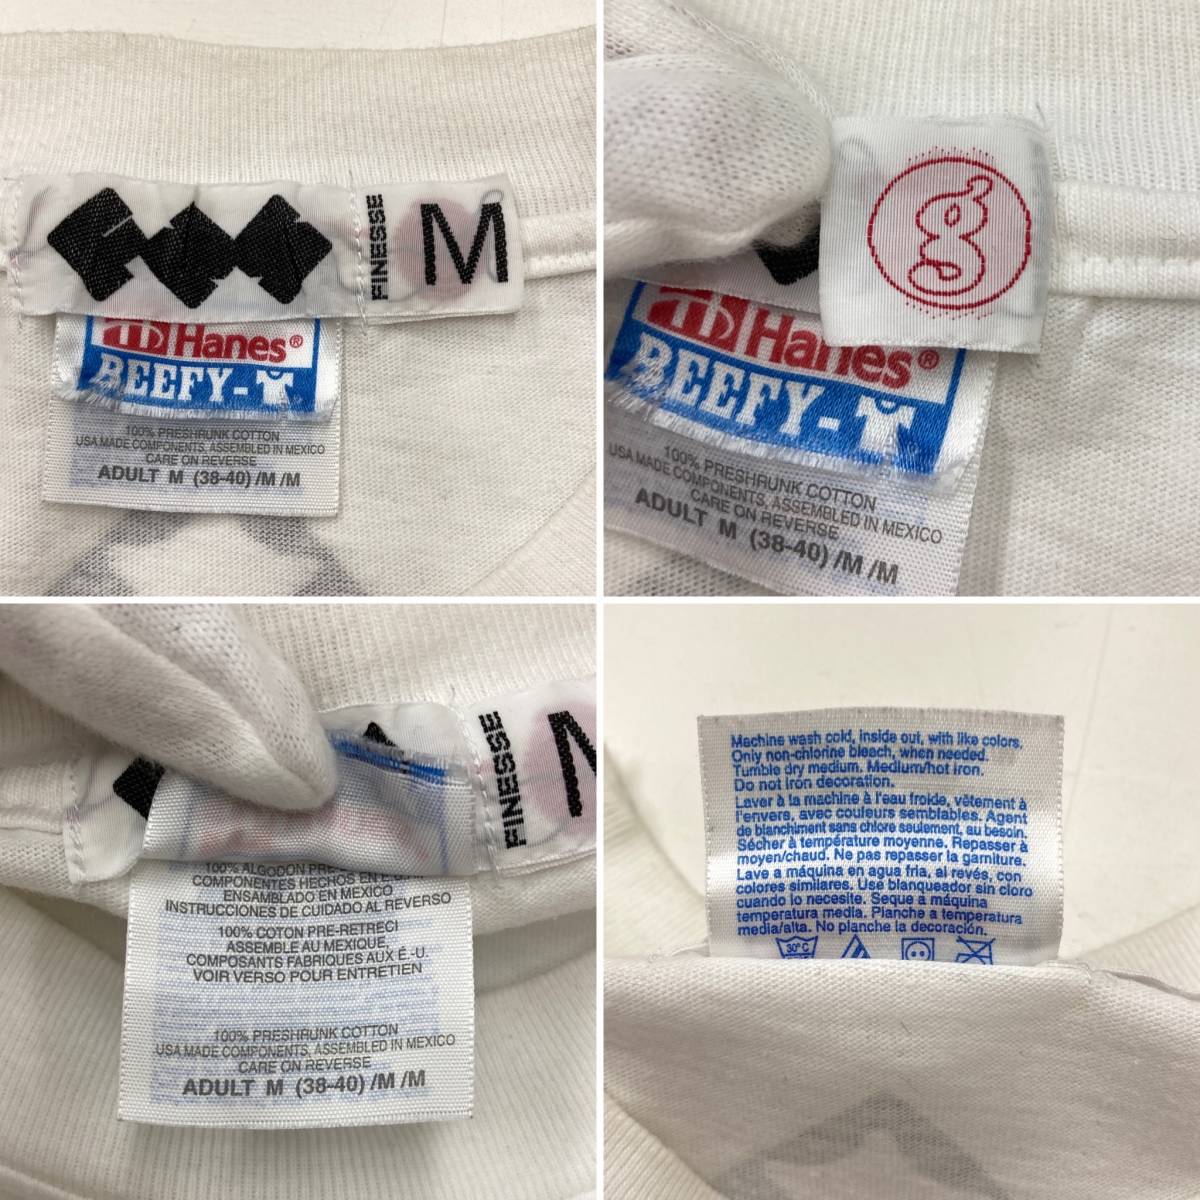 FINESSE
M
Hanes®
BEEFY-T
100% PRESHRUNK COTTON
USA MADE COMPONENTS, ASSEMBLED IN MEXICO
CARE ON REVERSE
ADULT M (38-40) /M /M
g
Hanes®
BEEFY-T
100% PRESHRUNK COTTON
USA MADE COMPONENTS, ASSEMBLED IN MEXICO
CARE ON REVERSE
ADULT M (38-40) /M /M
FINESSE
M
100% ALGODON PRE-
COMPONENTES HECHOS EN E.
ENSAMBLADO EN MEXICO
INSTRUCCIONES DE CUIDADO AL REVERSO
100% COTON PRE-RETRECI
ASSEMBLE AU MEXIQUE,
COMPOSANTS FABRIQUES AUX É.-U.
VOIR VERSO POUR ENTRETIEN
100% PRESHRUNK COTTON
USA MADE COMPONENTS, ASSEMBLED IN MEXICO
CARE ON REVERSE
ADULT M (38-40) /M /M
Machine wash cold, inside out, with like colors.
Only non-chlorine bleach, when needed.
Tumble dry medium. Medium/hot iron.
Do not iron decoration.
Laver à la machine à l'eau froide, vêtement à
l'envers, avec couleurs semblables. Agent
de blanchiment sans chlore seulement, au besoin.
Sécher à température moyenne. Repasser à
moyen/chaud. Ne pas repasser la garniture.
Lave a máquina en agua fria, al revés, con
colores similares. Use blanqueador sin cloro
cuando lo necesite. Seque a máquina
temperatura media. Planche a temperatura
media/alta. No planche la decoración.
30°C